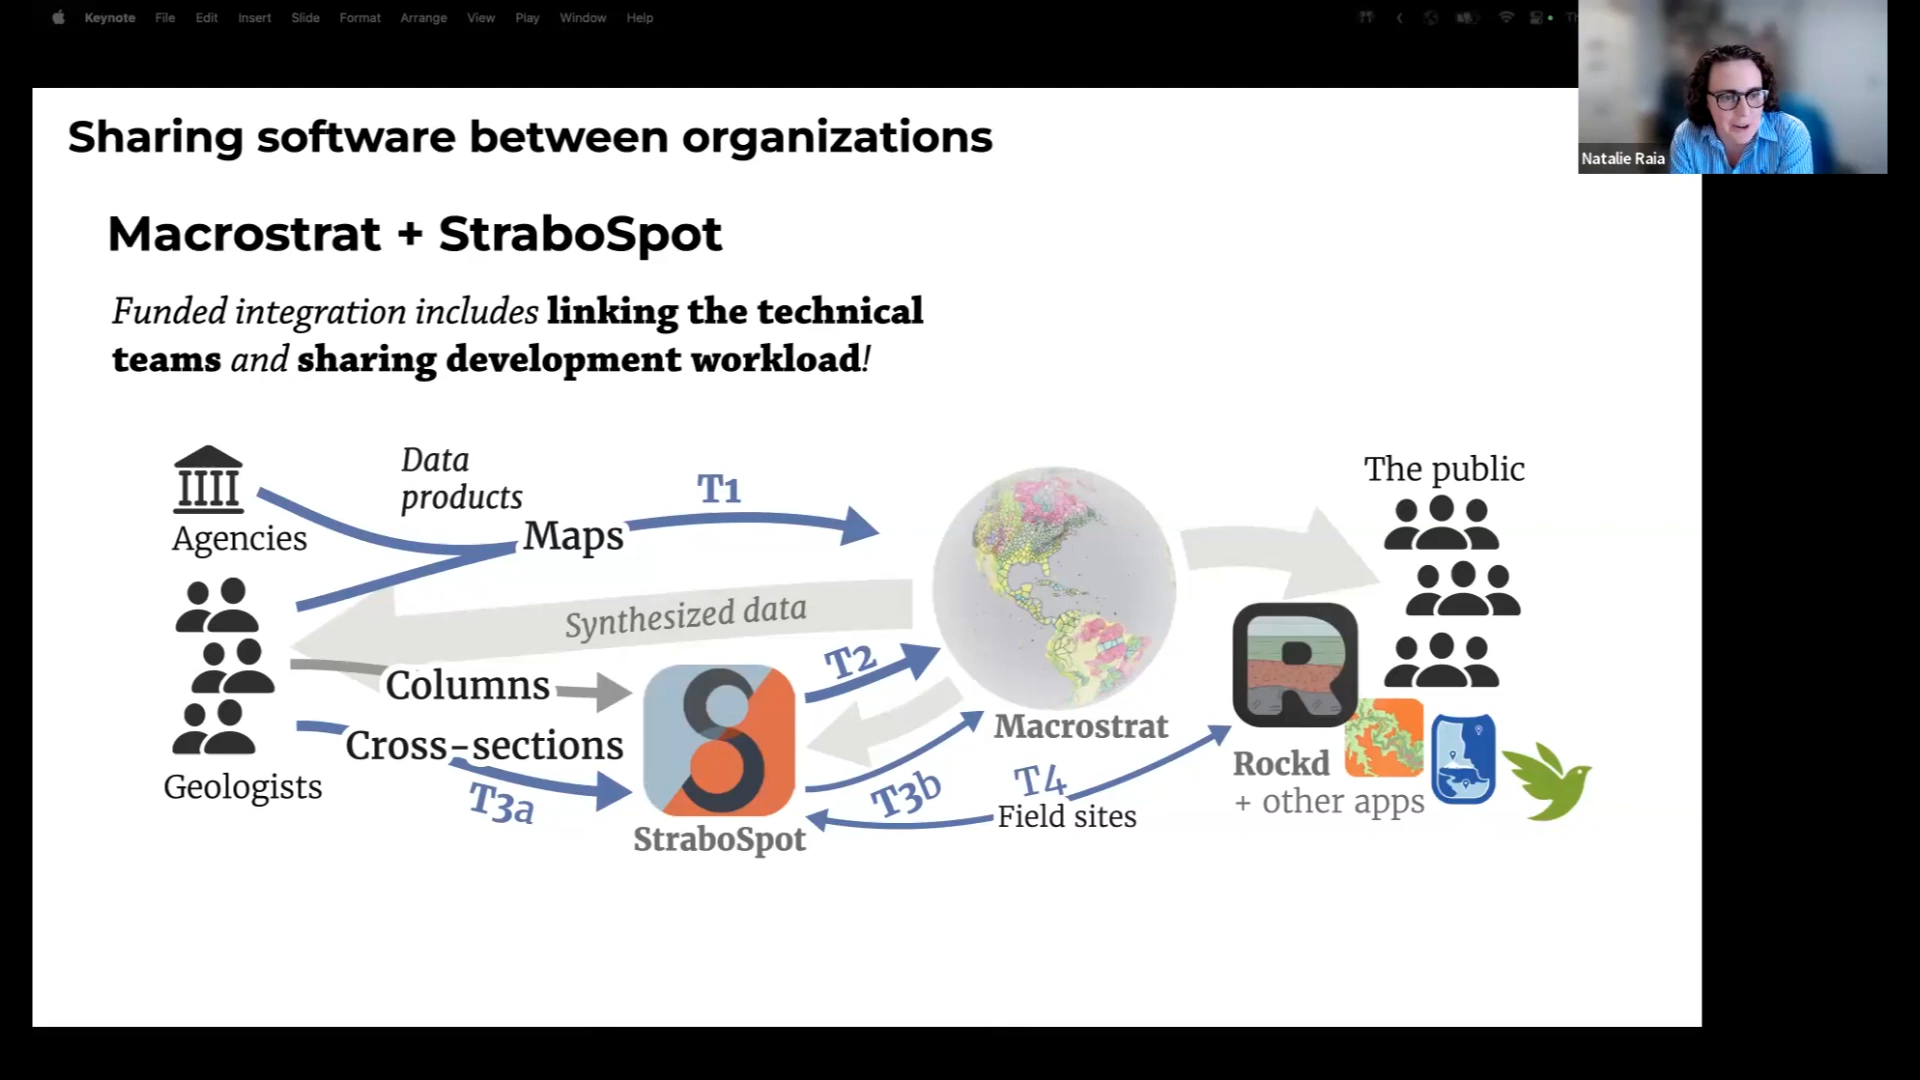 Keynote File Edit Insert Slide Format Arrange View Play Window Help
Natalie Raia
Sharing software between organizations
Macrostrat + StraboSpot
Funded integration includes linking the technical
teams and sharing development workload!
Agencies
Data
products
Maps
T1
The public
Synthesized data
Columns
T2
Cross-sections
T3a
Geologists
StraboSpot
T3b
Macrostrat
T4
Field sites
R
Rockd
+ other apps